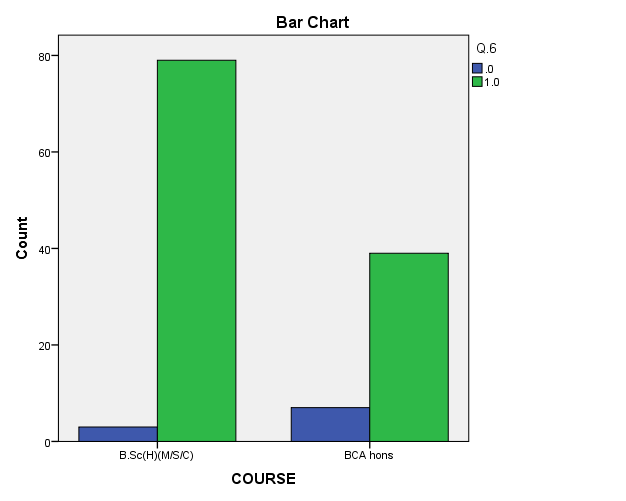 Bar Chart
Q.6
.0
1.0
80
60
40
20
0
Count
B.Sc(H)(M/S/C)
BCA hons
COURSE